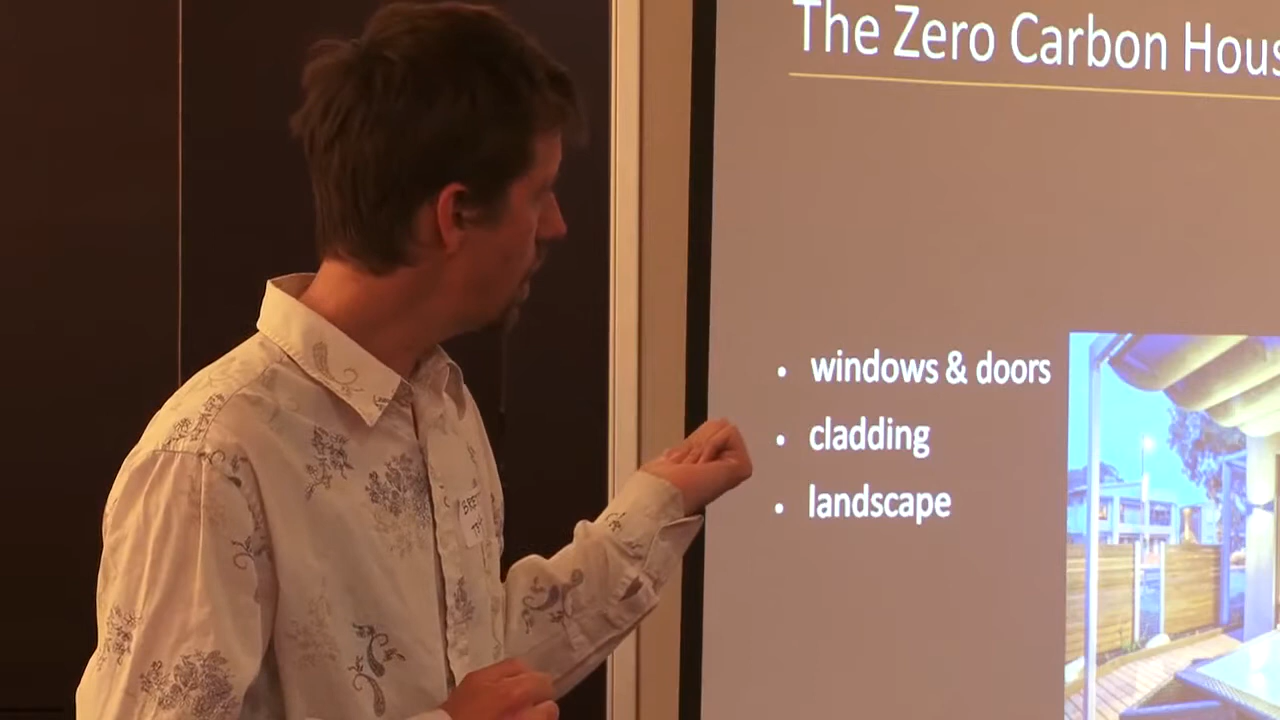 The Zero Carbon Hous
windows & doors
cladding
landscape